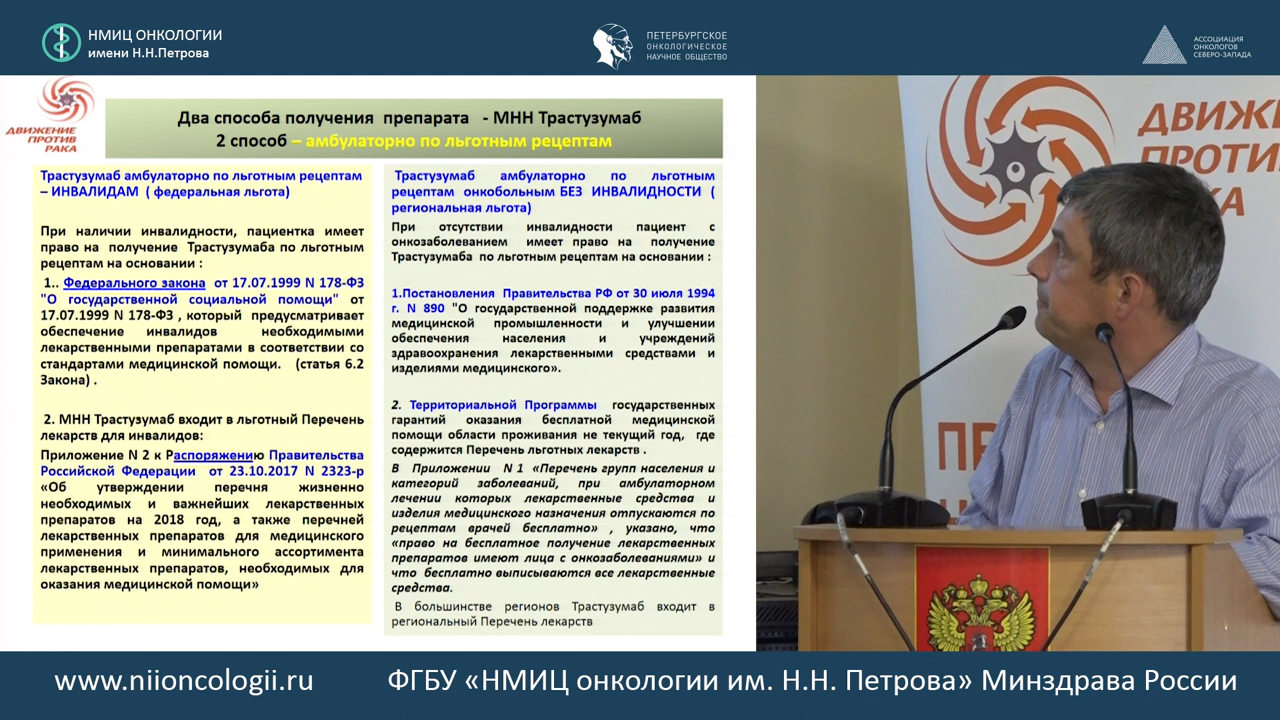 НМИЦ ОНКОЛОГИИ
имени Н.Н.Петрова
ПЕТЕРБУРГСКОЕ
ОНКОЛОГИЧЕСКОЕ
НАУЧНОЕ ОБЩЕСТВО
АССОЦИАЦИЯ
ОНКОЛОГОВ
СЕВЕРО-ЗАПАДА
ДВИЖЕНИЕ
ПРОТИВ
РАКА
Два способа получения препарата - МНН Трастузумаб
2 способ – амбулаторно по льготным рецептам
Трастузумаб амбулаторно по льготным рецептам
– ИНВАЛИДАМ ( федеральная льгота)
При наличии инвалидности, пациентка имеет
право на получение Трастузумаба по льготным
рецептам на основании :
1.. Федерального закона от 17.07.1999 N 178-ФЗ
"О государственной социальной помощи" от
17.07.1999 N 178-ФЗ , который предусматривает
обеспечение инвалидов необходимыми
лекарственными препаратами в соответствии со
стандартами медицинской помощи. (статья 6.2
Закона) .
2. МНН Трастузумаб входит в льготный Перечень
лекарств для инвалидов:
Приложение N 2 к Распоряжению Правительства
Российской Федерации от 23.10.2017 N 2323-р
«Об утверждении перечня жизненно
необходимых и важнейших лекарственных
препаратов на 2018 год, а также перечней
лекарственных препаратов для медицинского
применения и минимального ассортимента
лекарственных препаратов, необходимых для
оказания медицинской помощи»
Трастузумаб амбулаторно по льготным
рецептам онкобольным БЕЗ ИНВАЛИДНОСТИ (
региональная льгота)
При отсутствии инвалидности пациент с
онкозаболеванием имеет право на получение
Трастузумаба по льготным рецептам на основании :
1.Постановления Правительства РФ от 30 июля 1994
г. N 890 "О государственной поддержке развития
медицинской промышленности и улучшении
обеспечения населения и учреждений
здравоохранения лекарственными средствами и
изделиями медицинского».
2. Территориальной Программы государственных
гарантий оказания бесплатной медицинской
помощи области проживания не текущий год, где
содержится Перечень льготных лекарств .
В Приложении N 1 «Перечень групп населения и
категорий заболеваний, при амбулаторном
лечении которых лекарственные средства и
изделия медицинского назначения отпускаются по
рецептам врачей бесплатно» , указано, что
«право на бесплатное получение лекарственных
препаратов имеют лица с онкозаболеваниями» и
что бесплатно выписываются все лекарственные
средства.
В большинстве регионов Трастузумаб входит в
региональный Перечень лекарств
ДВИЖЕ
ПРОТИВ
РАКА
www.niioncologii.ru
ФГБУ «НМИЦ онкологии им. Н.Н. Петрова» Минздрава России